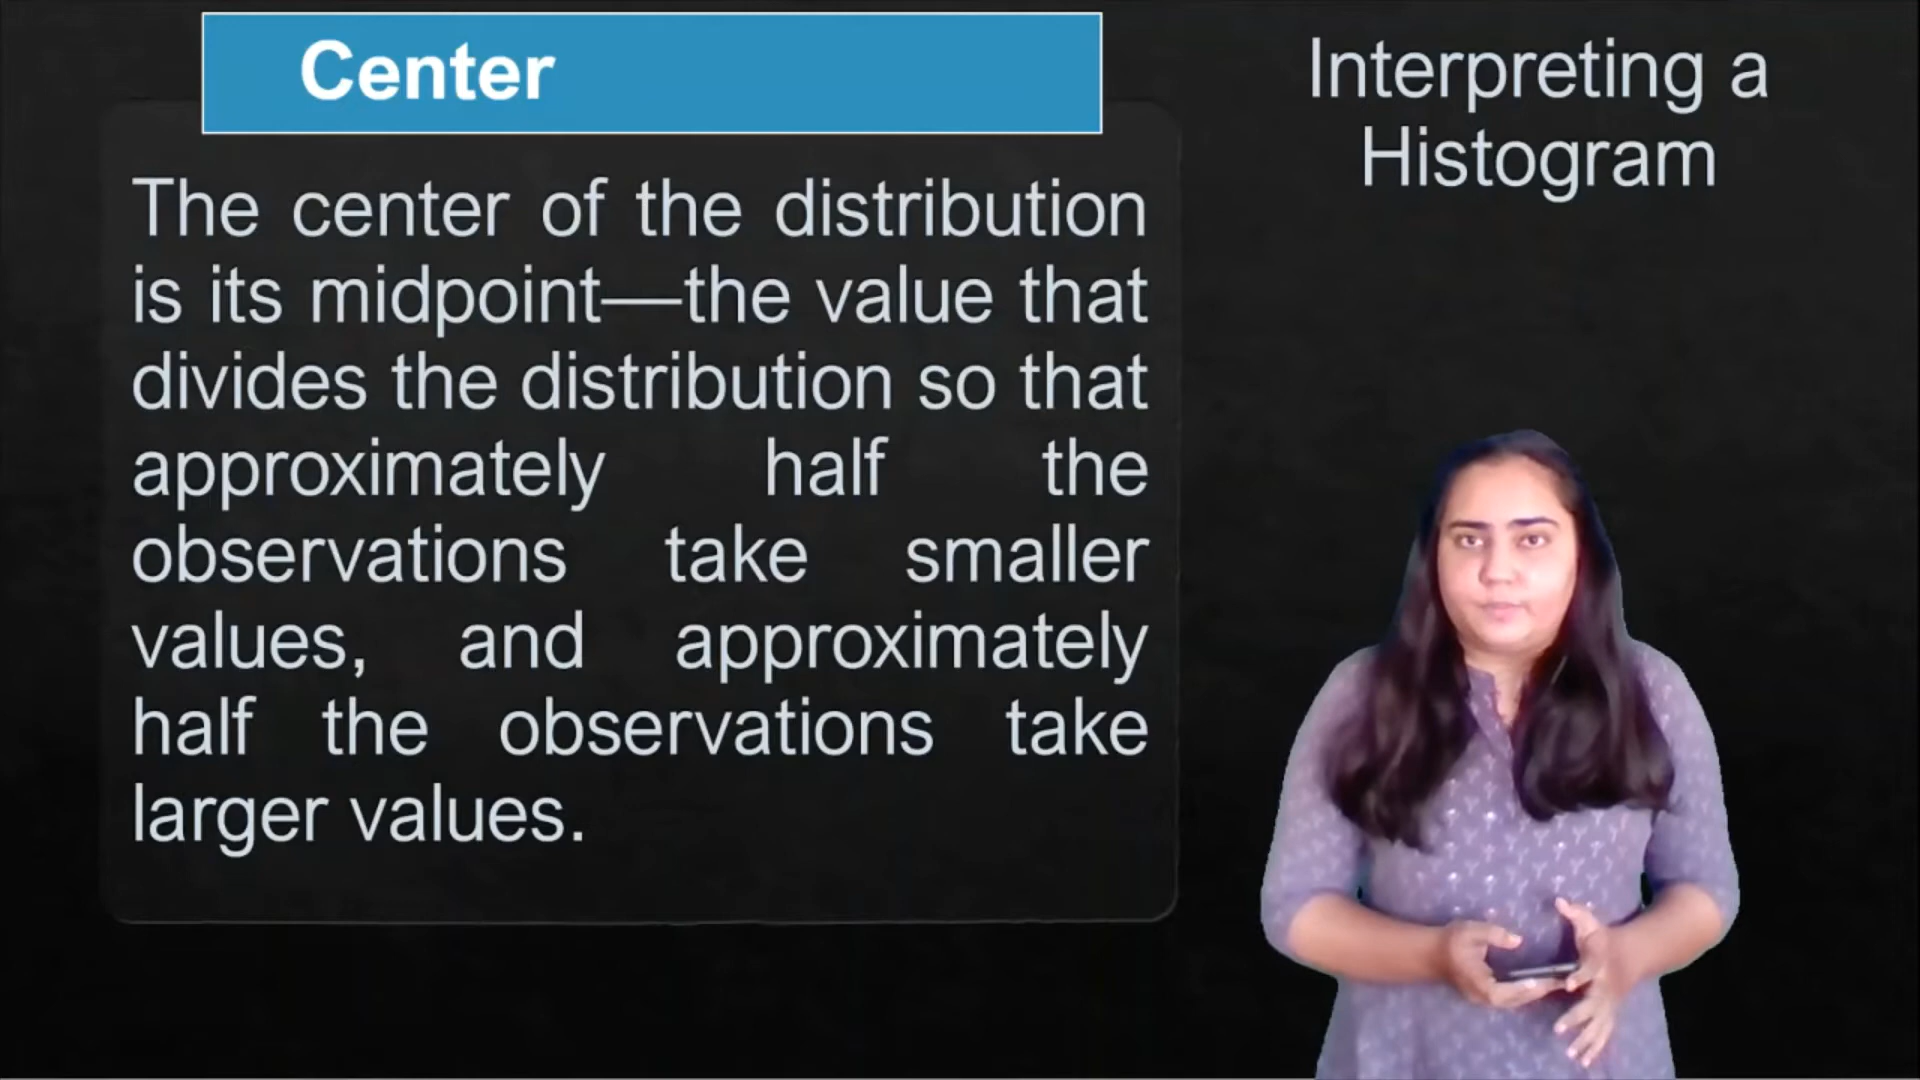 Center
The center of the distribution
is its midpoint—the value that
divides the distribution so that
approximately half the
observations take smaller
values, and approximately
half the observations take
larger values.
Interpreting a
Histogram